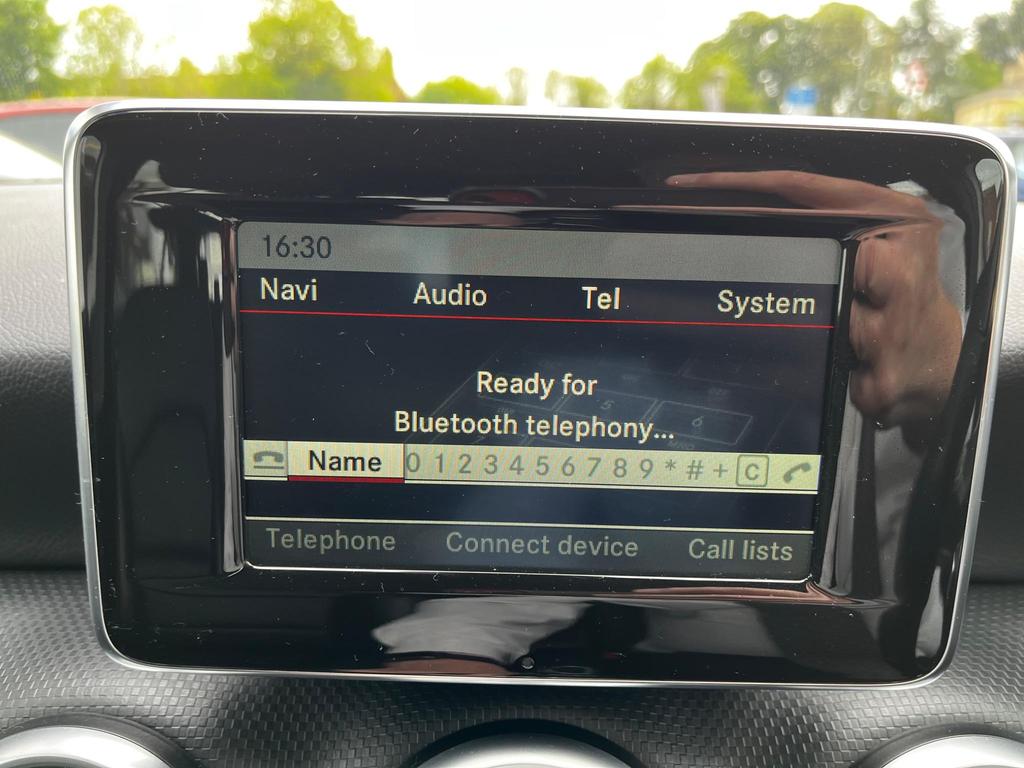 16:30
Navi Audio Tel System
Ready for
Bluetooth telephony...
Name 0 1 2 3 4 5 6 7 8 9 * # + C
Telephone Connect device Call lists